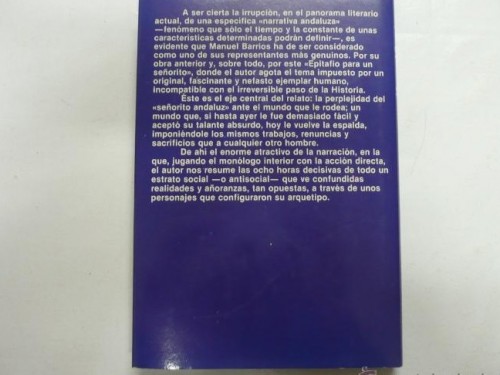 A ser cierta la irrupción, en el panorama literario
actual, de una específica «narrativa andaluza»
—fenómeno que sólo el tiempo y la constante de unas
características determinadas podrán definir—, es
evidente que Manuel Barrios ha de ser considerado
como uno de sus representantes más genuinos. Por su
obra anterior y, sobre todo, por este «Epitafio para un
señorito», donde el autor agota el tema impuesto por un
original, fascinante y nefasto ejemplar humano,
incompatible con el irreversible paso de la Historia.
Éste es el eje central del relato: la perplejidad del
«señorito andaluz» ante el mundo que le rodea; un
mundo que, si hasta ayer le fue demasiado fácil y
aceptó su talante absurdo, hoy le vuelve la espalda,
imponiéndole los mismos trabajos, renuncias y
sacrificios que a cualquier otro hombre.
De ahí el enorme atractivo de la narración, en la
que, jugando el monólogo interior con la acción directa,
el autor nos resume las ocho horas decisivas de todo un
estrato social —o antisocial— que ve confundidas
realidades y añoranzas, tan opuestas, a través de unos
personajes que configuraron su arquetipo.